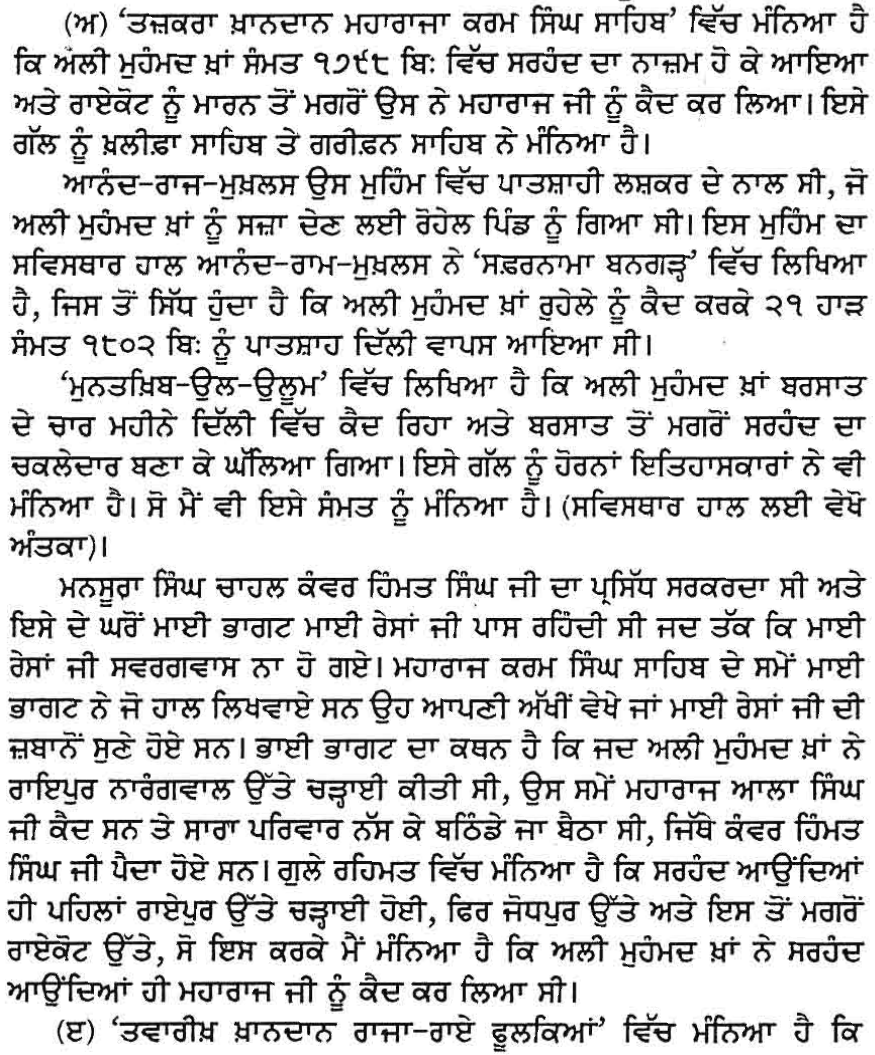 (ਅ) ‘ਤਜ਼ਕਰਾ ਖ਼ਾਨਦਾਨ ਮਹਾਰਾਜਾ ਕਰਮ ਸਿੰਘ ਸਾਹਿਬ’ ਵਿੱਚ ਮੰਨਿਆ ਹੈ
ਕਿ ਅਲੀ ਮੁਹੰਮਦ ਖ਼ਾਂ ਸੰਮਤ ੧੭੯੮ ਬਿਃ ਵਿੱਚ ਸਰਹੰਦ ਦਾ ਨਾਜ਼ਮ ਹੋ ਕੇ ਆਇਆ
ਅਤੇ ਰਾਏਕੋਟ ਨੂੰ ਮਾਰਨ ਤੋਂ ਮਗਰੋਂ ਉਸ ਨੇ ਮਹਾਰਾਜ ਜੀ ਨੂੰ ਕੈਦ ਕਰ ਲਿਆ। ਇਸੇ
ਗੱਲ ਨੂੰ ਖ਼ਲੀਫ਼ਾ ਸਾਹਿਬ ਤੇ ਗਰੀਫ਼ਨ ਸਾਹਿਬ ਨੇ ਮੰਨਿਆ ਹੈ।
ਆਨੰਦ-ਰਾਜ-ਮੁਖ਼ਲਸ ਉਸ ਮੁਹਿੰਮ ਵਿੱਚ ਪਾਤਸ਼ਾਹੀ ਲਸ਼ਕਰ ਦੇ ਨਾਲ ਸੀ, ਜੋ
ਅਲੀ ਮੁਹੰਮਦ ਖ਼ਾਂ ਨੂੰ ਸਜ਼ਾ ਦੇਣ ਲਈ ਰੋਹੇਲ ਪਿੰਡ ਨੂੰ ਗਿਆ ਸੀ। ਇਸ ਮੁਹਿੰਮ ਦਾ
ਸਵਿਸਥਾਰ ਹਾਲ ਆਨੰਦ-ਰਾਮ-ਮੁਖ਼ਲਸ ਨੇ ‘ਸਫ਼ਰਨਾਮਾ ਬਨਗੜ੍ਹ’ ਵਿੱਚ ਲਿਖਿਆ
ਹੈ, ਜਿਸ ਤੋਂ ਸਿੱਧ ਹੁੰਦਾ ਹੈ ਕਿ ਅਲੀ ਮੁਹੰਮਦ ਖ਼ਾਂ ਰੁਹੇਲੇ ਨੂੰ ਕੈਦ ਕਰਕੇ ੨੧ ਹਾੜ
ਸੰਮਤ ੧੮੦੨ ਬਿਃ ਨੂੰ ਪਾਤਸ਼ਾਹ ਦਿੱਲੀ ਵਾਪਸ ਆਇਆ ਸੀ।
‘ਮੁਨਤਖ਼ਿਬ-ਉਲ-ਉਲੂਮ’ ਵਿੱਚ ਲਿਖਿਆ ਹੈ ਕਿ ਅਲੀ ਮੁਹੰਮਦ ਖ਼ਾਂ ਬਰਸਾਤ
ਦੇ ਚਾਰ ਮਹੀਨੇ ਦਿੱਲੀ ਵਿੱਚ ਕੈਦ ਰਿਹਾ ਅਤੇ ਬਰਸਾਤ ਤੋਂ ਮਗਰੋਂ ਸਰਹੰਦ ਦਾ
ਚਕਲੇਦਾਰ ਬਣਾ ਕੇ ਘੱਲਿਆ ਗਿਆ। ਇਸੇ ਗੱਲ ਨੂੰ ਹੋਰਨਾਂ ਇਤਿਹਾਸਕਾਰਾਂ ਨੇ ਵੀ
ਮੰਨਿਆ ਹੈ। ਸੋ ਮੈਂ ਵੀ ਇਸੇ ਸੰਮਤ ਨੂੰ ਮੰਨਿਆ ਹੈ। (ਸਵਿਸਥਾਰ ਹਾਲ ਲਈ ਵੇਖੋ
ਅੰਤਕਾ)।
ਮਨਸੂਰਾ ਸਿੰਘ ਚਾਹਲ ਕੰਵਰ ਹਿੰਮਤ ਸਿੰਘ ਜੀ ਦਾ ਪ੍ਰਸਿੱਧ ਸਰਕਰਦਾ ਸੀ ਅਤੇ
ਇਸੇ ਦੇ ਘਰੋਂ ਮਾਈ ਭਾਗਟ ਮਾਈ ਰੇਸਾਂ ਜੀ ਪਾਸ ਰਹਿੰਦੀ ਸੀ ਜਦ ਤੱਕ ਕਿ ਮਾਈ
ਰੇਸਾਂ ਜੀ ਸਵਰਗਵਾਸ ਨਾ ਹੋ ਗਏ। ਮਹਾਰਾਜ ਕਰਮ ਸਿੰਘ ਸਾਹਿਬ ਦੇ ਸਮੇਂ ਮਾਈ
ਭਾਗਟ ਨੇ ਜੋ ਹਾਲ ਲਿਖਵਾਏ ਸਨ ਉਹ ਆਪਣੀ ਅੱਖੀਂ ਵੇਖੇ ਜਾਂ ਮਾਈ ਰੇਸਾਂ ਜੀ ਦੀ
ਜ਼ਬਾਨੋਂ ਸੁਣੇ ਹੋਏ ਸਨ। ਭਾਈ ਭਾਗਟ ਦਾ ਕਥਨ ਹੈ ਕਿ ਜਦ ਅਲੀ ਮੁਹੰਮਦ ਖ਼ਾਂ ਨੇ
ਰਾਇਪੁਰ ਨਾਰੰਗਵਾਲ ਉੱਤੇ ਚੜ੍ਹਾਈ ਕੀਤੀ ਸੀ, ਉਸ ਸਮੇਂ ਮਹਾਰਾਜ ਆਲਾ ਸਿੰਘ
ਜੀ ਕੈਦ ਸਨ ਤੇ ਸਾਰਾ ਪਰਿਵਾਰ ਨੱਸ ਕੇ ਬਠਿੰਡੇ ਜਾ ਬੈਠਾ ਸੀ, ਜਿੱਥੇ ਕੰਵਰ ਹਿੰਮਤ
ਸਿੰਘ ਜੀ ਪੈਦਾ ਹੋਏ ਸਨ। ਗੁਲੇ ਰਹਿਮਤ ਵਿੱਚ ਮੰਨਿਆ ਹੈ ਕਿ ਸਰਹੰਦ ਆਉਂਦਿਆਂ
ਹੀ ਪਹਿਲਾਂ ਰਾਏਪੁਰ ਉੱਤੇ ਚੜ੍ਹਾਈ ਹੋਈ, ਫਿਰ ਜੋਧਪੁਰ ਉੱਤੇ ਅਤੇ ਇਸ ਤੋਂ ਮਗਰੋਂ
ਰਾਏਕੋਟ ਉੱਤੇ, ਸੋ ਇਸ ਕਰਕੇ ਮੈਂ ਮੰਨਿਆ ਹੈ ਕਿ ਅਲੀ ਮੁਹੰਮਦ ਖ਼ਾਂ ਨੇ ਸਰਹੰਦ
ਆਉਂਦਿਆਂ ਹੀ ਮਹਾਰਾਜ ਜੀ ਨੂੰ ਕੈਦ ਕਰ ਲਿਆ ਸੀ।
(ੲ) ‘ਤਵਾਰੀਖ਼ ਖ਼ਾਨਦਾਨ ਰਾਜਾ-ਰਾਏ ਫੂਲਕਿਆਂ’ ਵਿੱਚ ਮੰਨਿਆ ਹੈ ਕਿ